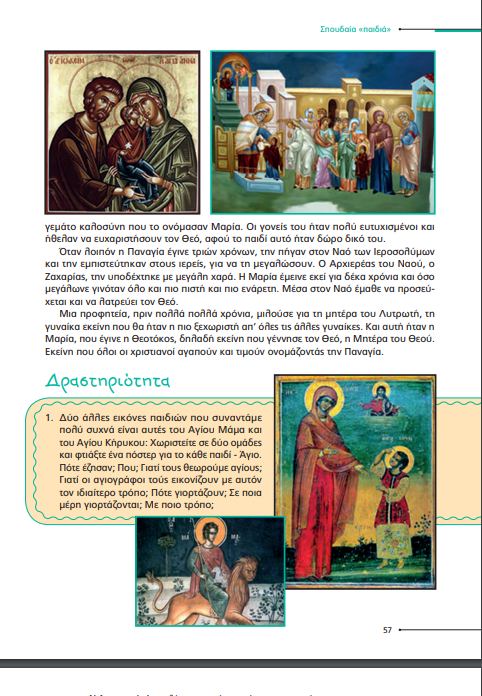 Σπουδαία «παιδιά»
Η ΑΓΙΑ ΑΝΝΑ
γεμάτο καλοσύνη που το ονόμασαν Μαρία. Οι γονείς του ήταν πολύ ευτυχισμένοι και
ήθελαν να ευχαριστήσουν τον Θεό, αφού το παιδί αυτό ήταν δώρο δικό του.
Όταν λοιπόν η Παναγία έγινε τριών χρόνων, την πήγαν στον Ναό των Ιεροσολύμων
και την εμπιστεύτηκαν στους ιερείς, για να τη μεγαλώσουν. Ο Αρχιερέας του Ναού, ο
Ζαχαρίας, την υποδέχτηκε με μεγάλη χαρά. Η Μαρία έμεινε εκεί για δέκα χρόνια και όσο
μεγάλωνε γινόταν όλο και πιο πιστή και πιο ενάρετη. Μέσα στον Ναό έμαθε να προσεύ-
χεται και να λατρεύει τον Θεό.
Μια προφητεία, πριν πολλά πολλά χρόνια, μιλούσε για τη μητέρα του Λυτρωτή, τη
γυναίκα εκείνη που θα ήταν η πιο ξεχωριστή απ’ όλες τις άλλες γυναίκες. Και αυτή ήταν η
Μαρία, που έγινε η Θεοτόκος, δηλαδή εκείνη που γέννησε τον Θεό, η Μητέρα του Θεού.
Εκείνη που όλοι οι χριστιανοί αγαπούν και τιμούν ονομάζοντάς την Παναγία.
Δραστηριότητα
1. Δύο άλλες εικόνες παιδιών που συναντάμε
πολύ συχνά είναι αυτές του Αγίου Μάμα και
του Αγίου Κήρυκου: Χωριστείτε σε δύο ομάδες
και φτιάξτε ένα πόστερ για το κάθε παιδί - Άγιο.
Πότε έζησαν; Που; Γιατί τους θεωρούμε αγίους;
Γιατί οι αγιογράφοι τούς εικονίζουν με αυτόν
τον ιδιαίτερο τρόπο; Πότε γιορτάζουν; Σε ποια
μέρη γιορτάζονται; Με ποιο τρόπο;
57